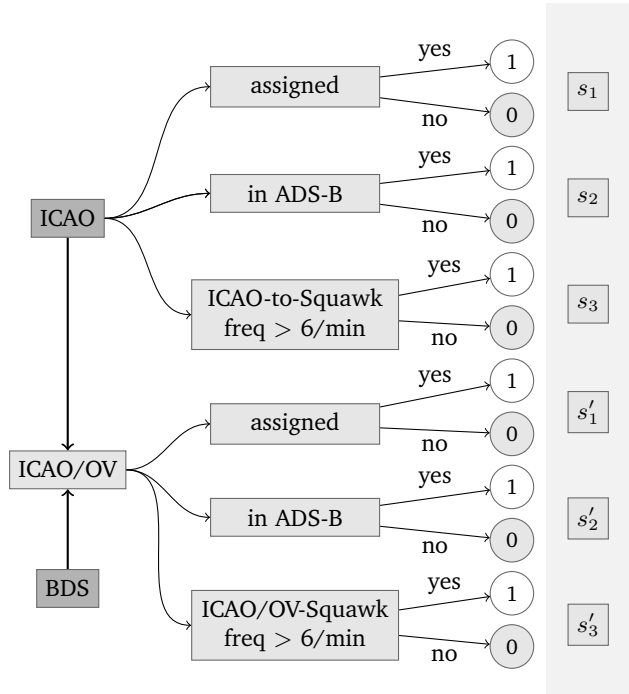 yes
1
assigned
no
0
s₁
yes
1
in ADS-B
no
0
s₂
ICAO
yes
1
ICAO-to-Squawk
freq > 6/min
no
0
s₃
yes
1
assigned
no
0
s′₁
ICAO/OV
yes
1
in ADS-B
no
0
s′₂
BDS
yes
1
ICAO/OV-Squawk
freq > 6/min
no
0
s′₃